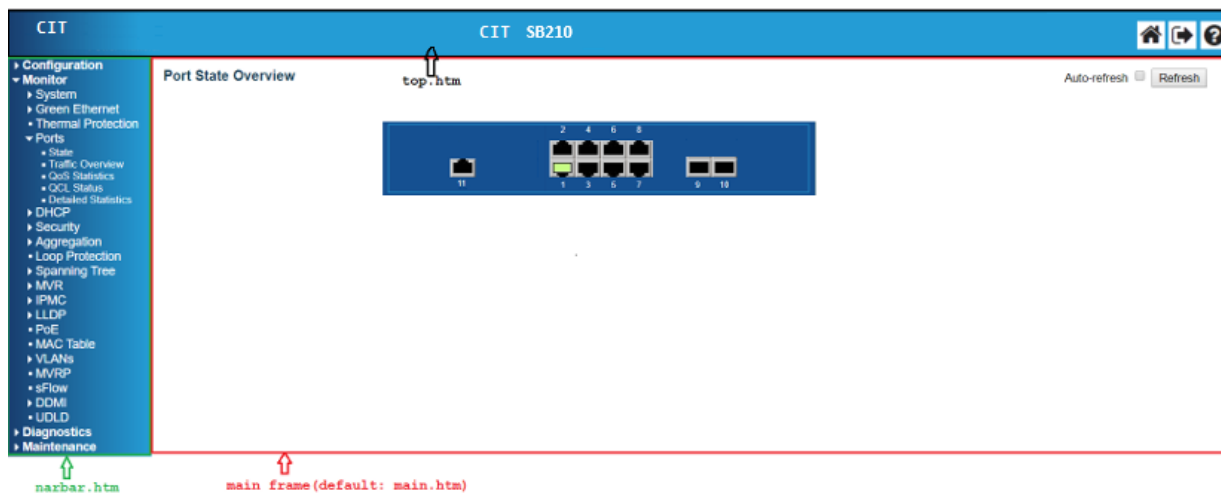 CIT
CIT SB210
top.htm
Configuration
Monitor
System
Green Ethernet
Thermal Protection
Ports
State
Traffic Overview
QoS Statistics
QCL Status
Detailed Statistics
DHCP
Security
Aggregation
Loop Protection
Spanning Tree
MVR
IPMC
LLDP
PoE
MAC Table
VLANs
MVRP
sFlow
DDMI
UDLD
Diagnostics
Maintenance
Port State Overview
Auto-refresh Refresh
2 4 6 8
11 1 3 5 7 9 10
narbar.htm
main frame(default: main.htm)